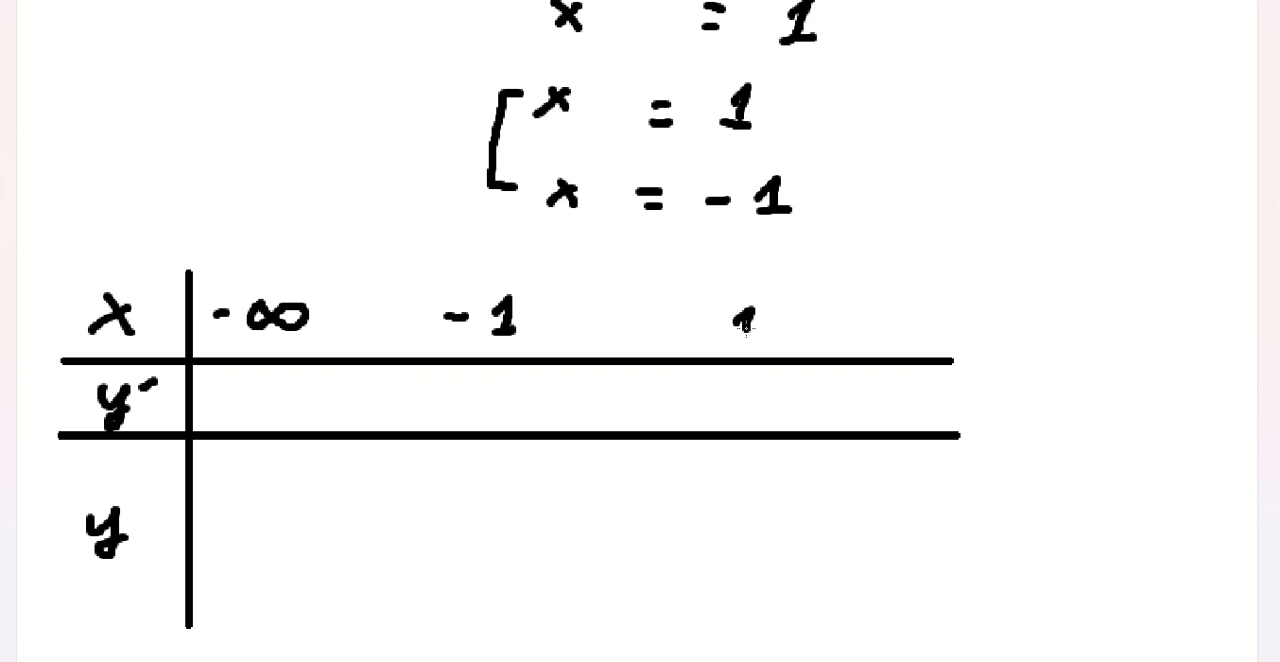 x = 1
x = 1
x = - 1
x - ∞ - 1 1
y'
y